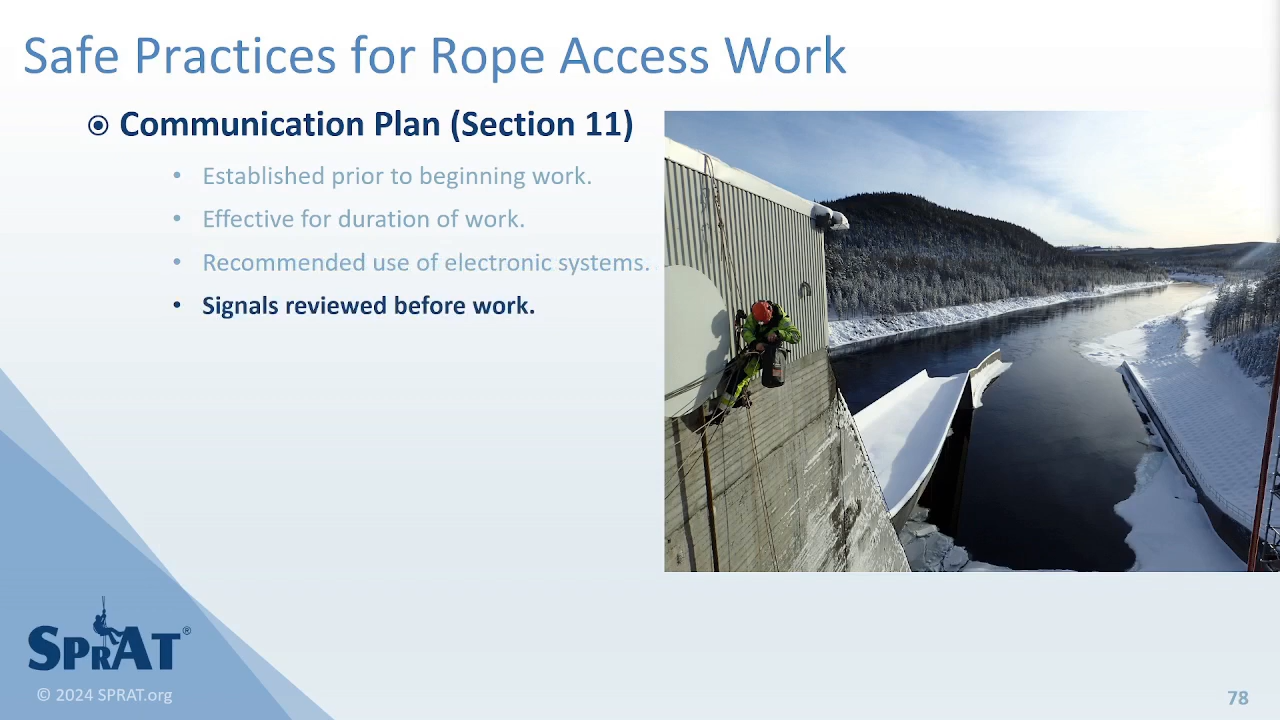 Safe Practices for Rope Access Work
Communication Plan (Section 11)
• Established prior to beginning work.
• Effective for duration of work.
• Recommended use of electronic systems.
• Signals reviewed before work.
SPRAT®
© 2024 SPRAT.org
78